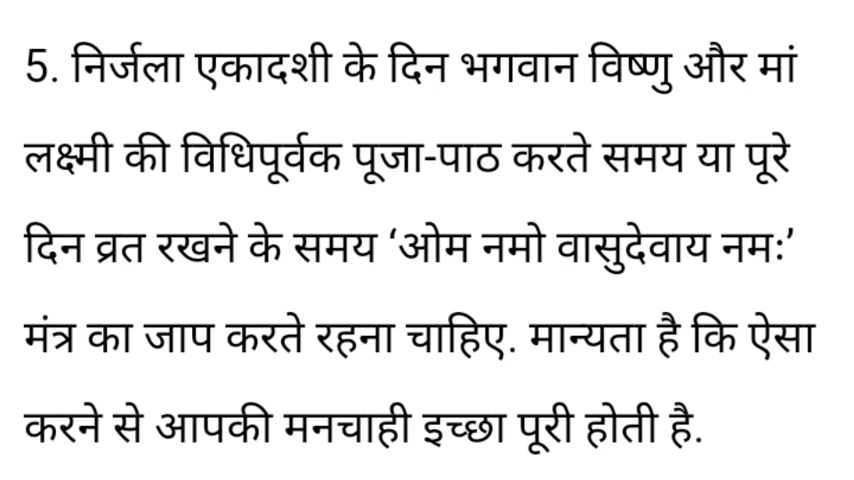 5. निर्जला एकादशी के दिन भगवान विष्णु और मां
लक्ष्मी की विधिपूर्वक पूजा-पाठ करते समय या पूरे
दिन व्रत रखने के समय ‘ओम नमो वासुदेवाय नमः’
मंत्र का जाप करते रहना चाहिए. मान्यता है कि ऐसा
करने से आपकी मनचाही इच्छा पूरी होती है.